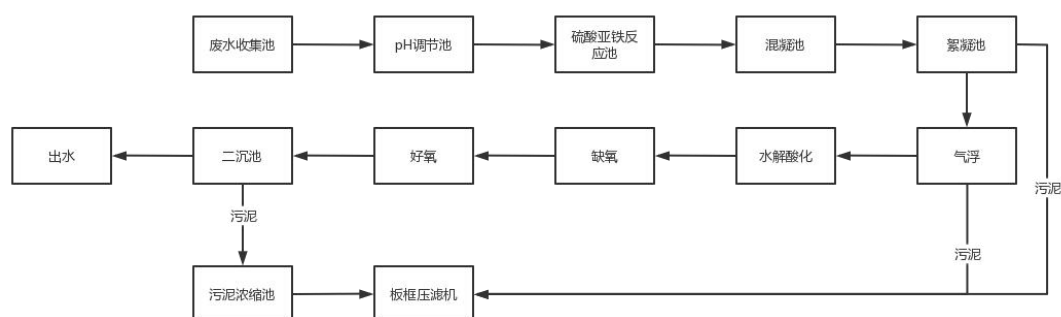 废水收集池
pH调节池
硫酸亚铁反
应池
混凝池
絮凝池
出水
二沉池
好氧
缺氧
水解酸化
气浮
污泥
污泥
污泥
污泥浓缩池
板框压滤机